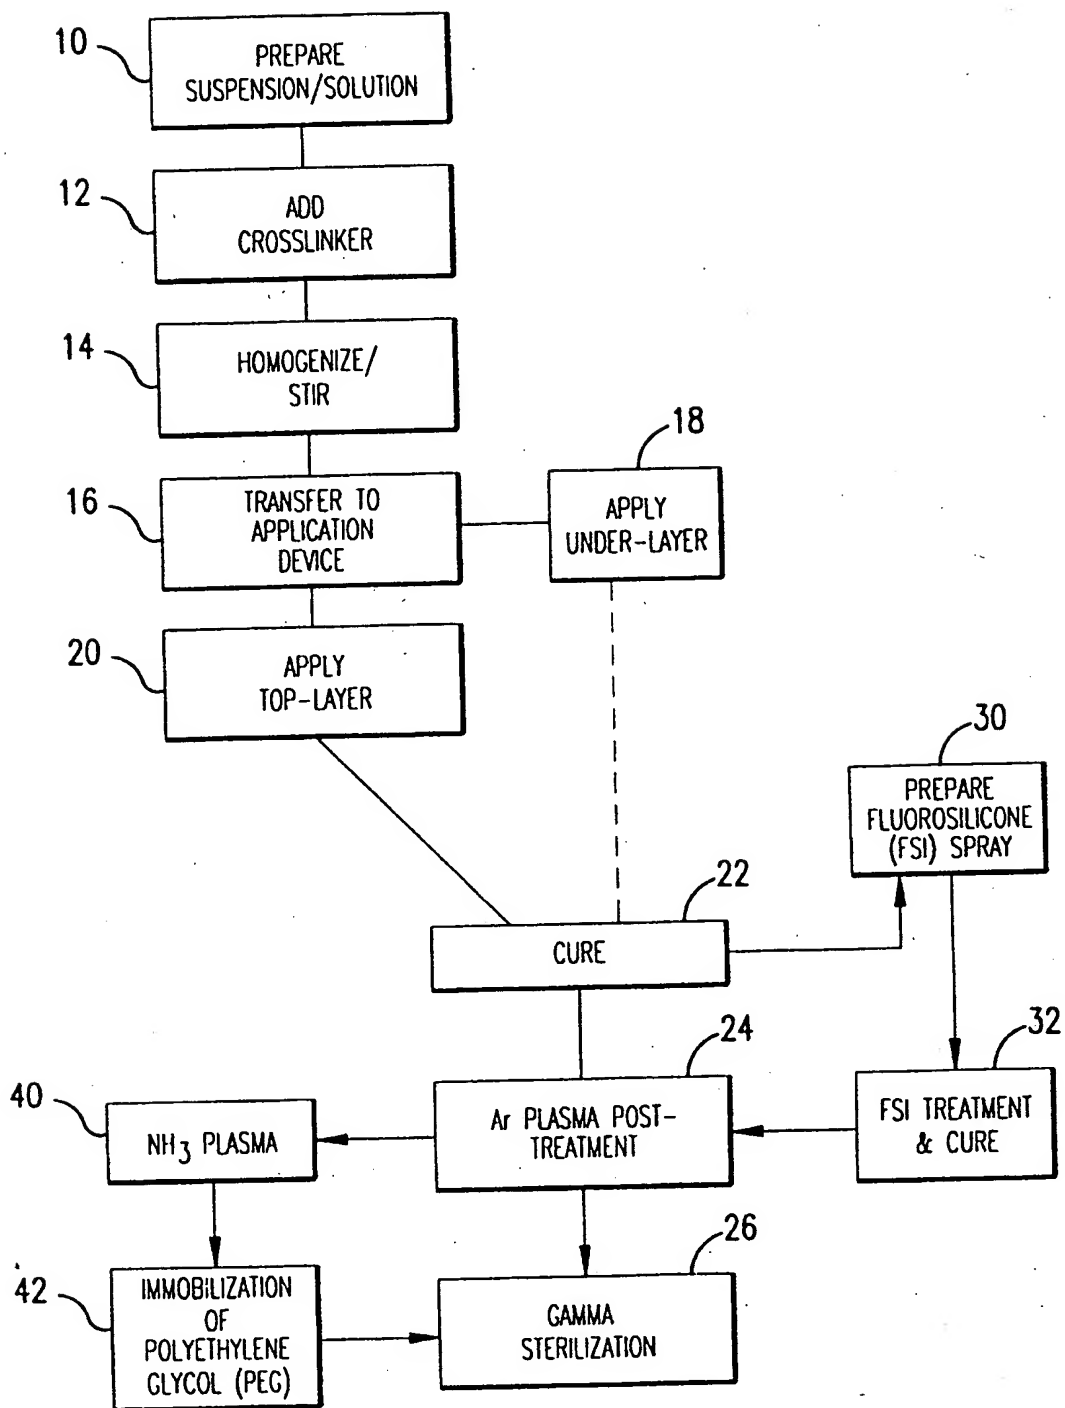 10
PREPARE
SUSPENSION/SOLUTION
12
ADD
CROSSLINKER
14
HOMOGENIZE/
STIR
16
TRANSFER TO
APPLICATION
DEVICE
18
APPLY
UNDER-LAYER
20
APPLY
TOP-LAYER
30
PREPARE
FLUOROSILICONE
(FSI) SPRAY
22
CURE
24
Ar PLASMA POST-
TREATMENT
32
FSI TREATMENT
& CURE
40
NH3 PLASMA
26
GAMMA
STERILIZATION
42
IMMOBILIZATION
OF
POLYETHYLENE
GLYCOL (PEG)